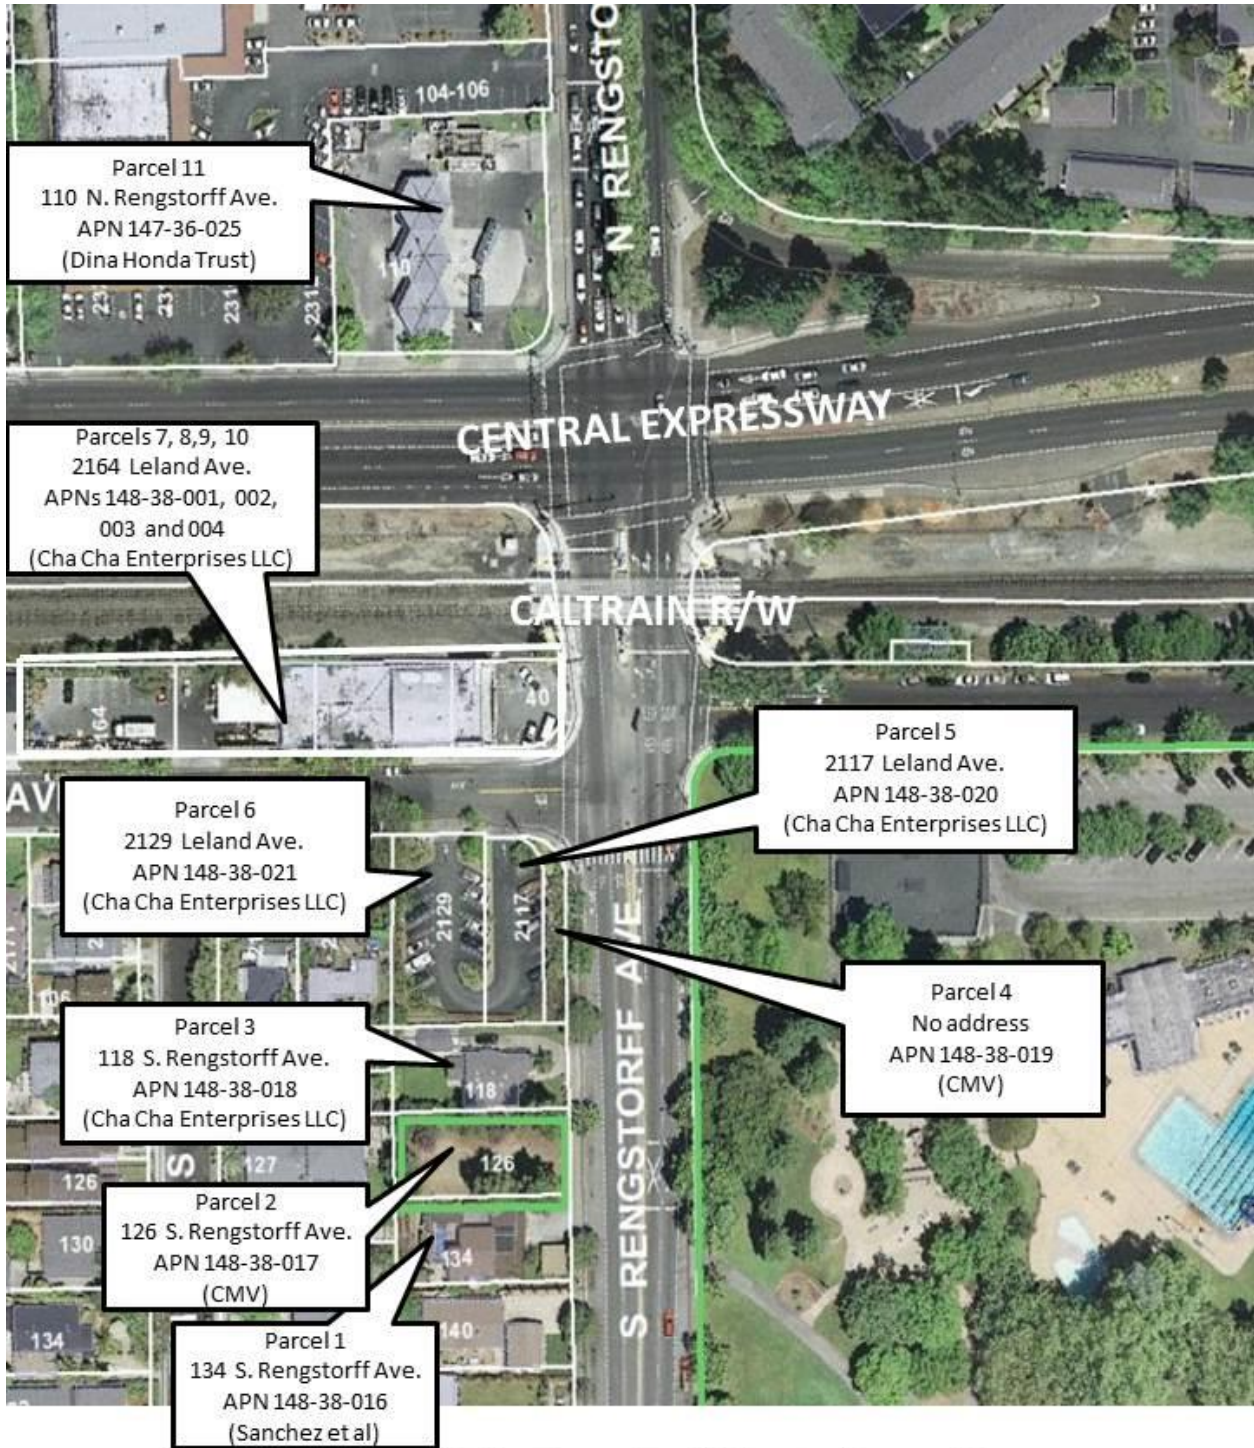 104-106
N RENGSTO
Parcel 11
110 N. Rengstorff Ave.
APN 147-36-025
(Dina Honda Trust)
110
231
231
CENTRAL EXPRESSWAY
Parcels 7, 8,9, 10
2164 Leland Ave.
APNs 148-38-001, 002,
003 and 004
(Cha Cha Enterprises LLC)
CALTRAIN R/W
2164
40
Parcel 5
2117 Leland Ave.
APN 148-38-020
(Cha Cha Enterprises LLC)
AV
Parcel 6
2129 Leland Ave.
APN 148-38-021
(Cha Cha Enterprises LLC)
2129
2117
S RENGSTORFF AVE
Parcel 4
No address
APN 148-38-019
(CMV)
Parcel 3
118 S. Rengstorff Ave.
APN 148-38-018
(Cha Cha Enterprises LLC)
118
126
S
127
126
Parcel 2
126 S. Rengstorff Ave.
APN 148-38-017
(CMV)
130
134
134
140
Parcel 1
134 S. Rengstorff Ave.
APN 148-38-016
(Sanchez et al)